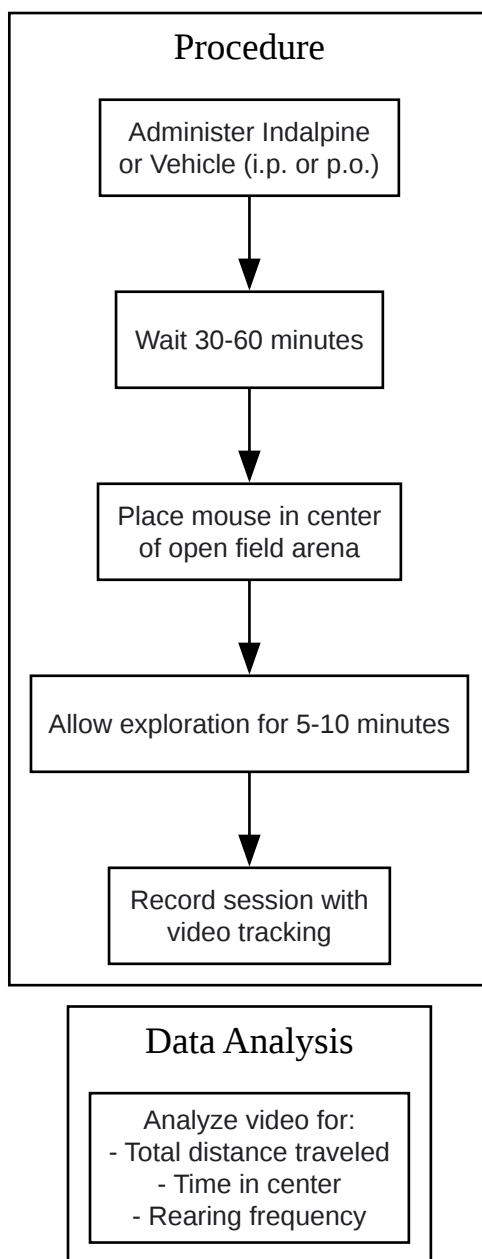 Procedure
Administer Indalpine
or Vehicle (i.p. or p.o.)
Wait 30-60 minutes
Place mouse in center
of open field arena
Allow exploration for 5-10 minutes
Record session with
video tracking
Data Analysis
Analyze video for:
- Total distance traveled
- Time in center
- Rearing frequency